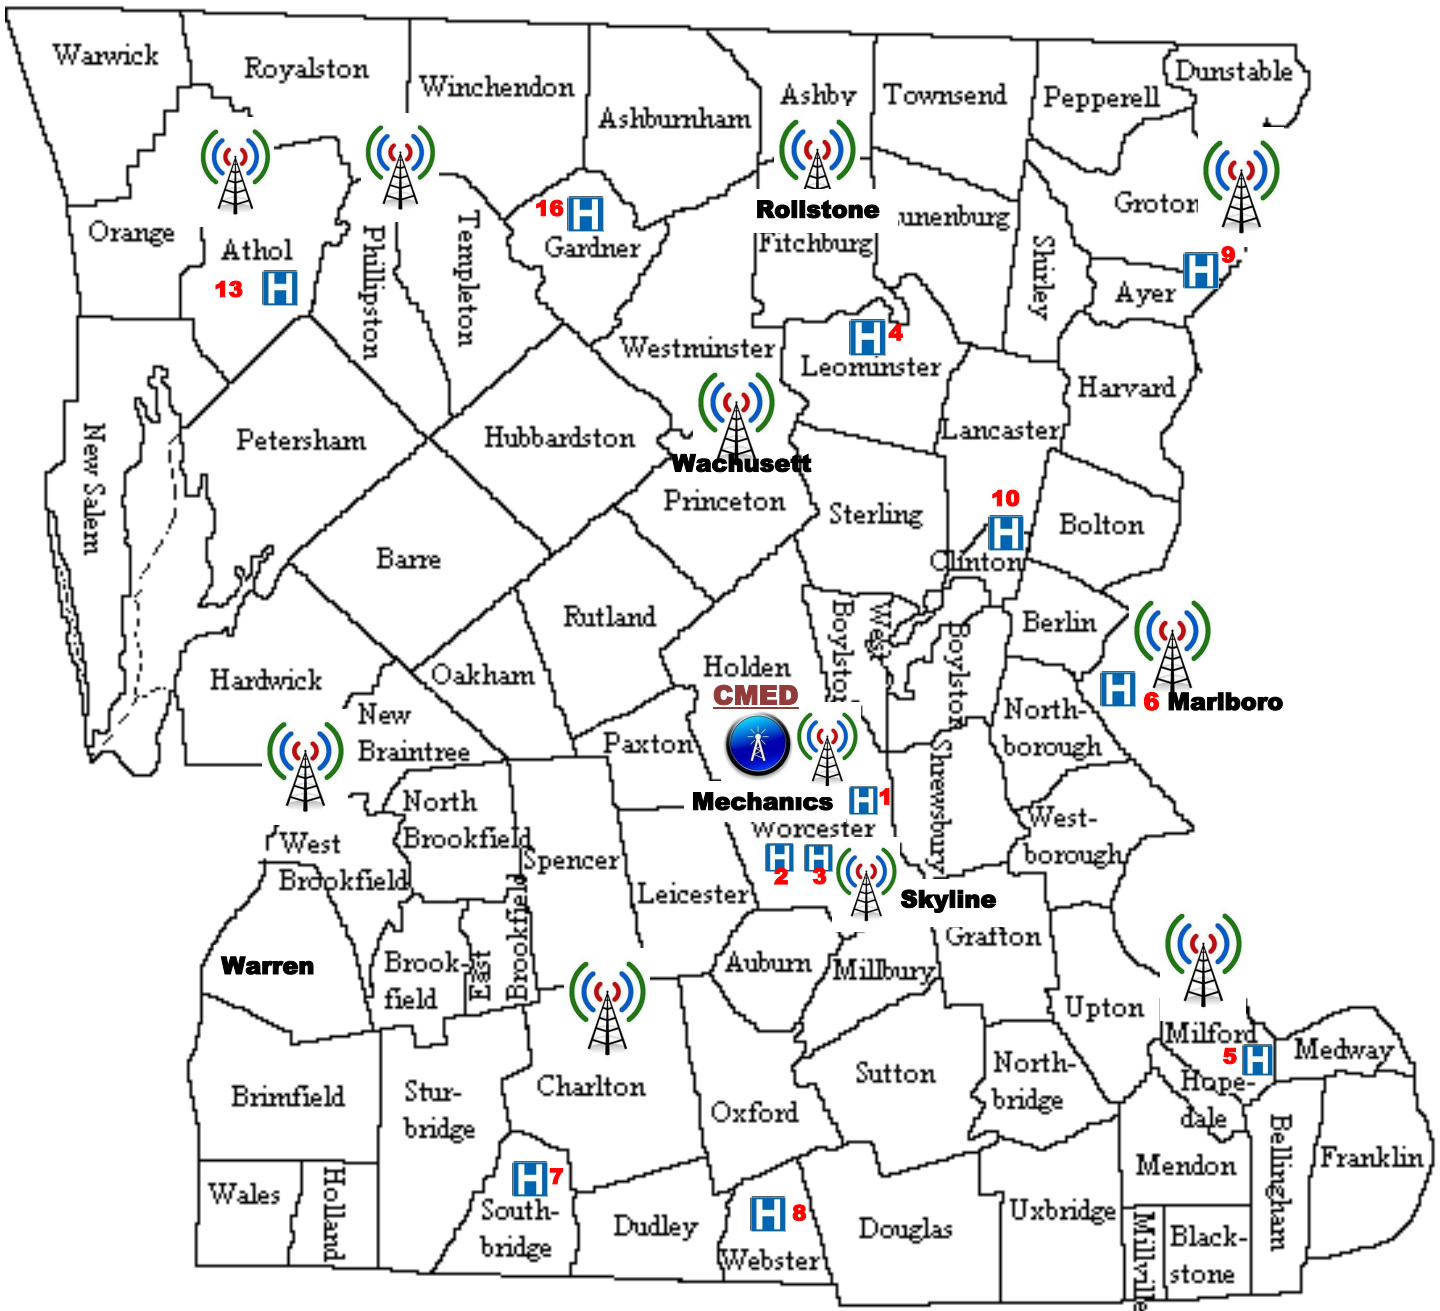 Warwick
Royalston
Winchendon
Ashburnham
Ashby
Townsend
Pepperell
Dunstable
Orange
Athol
13
H
Phillipston
Templeton
16
H
Gardner
Rollstone
Fitchburg
unenburg
Shirley
Groton
9
H
Ayer
Westminster
4
H
Leominster
Harvard
New Salem
Petersham
Hubbardston
Wachusett
Princeton
Lancaster
Sterling
10
H
Clinton
Bolton
Barre
Rutland
Holden
West
Boylston
Boylston
Berlin
H
6
Marlboro
Hardwick
Oakham
New
Braintree
Paxton
CMED
North-
borough
Mechanics
H
1
Worcester
H
2
H
3
Skyline
Shrewsbury
West-
borough
North
Brookfield
West
Brookfield
Spencer
Leicester
Warren
Brook-
field
East
Brookfield
Auburn
Millbury
Grafton
Upton
Milford
5
H
Medway
Hope-
dale
Brimfield
Stur-
bridge
Charlton
Oxford
Sutton
North-
bridge
Mendon
Bellingham
Franklin
Wales
Holland
H
7
South-
bridge
Dudley
H
8
Webster
Douglas
Uxbridge
Millville
Black-
stone